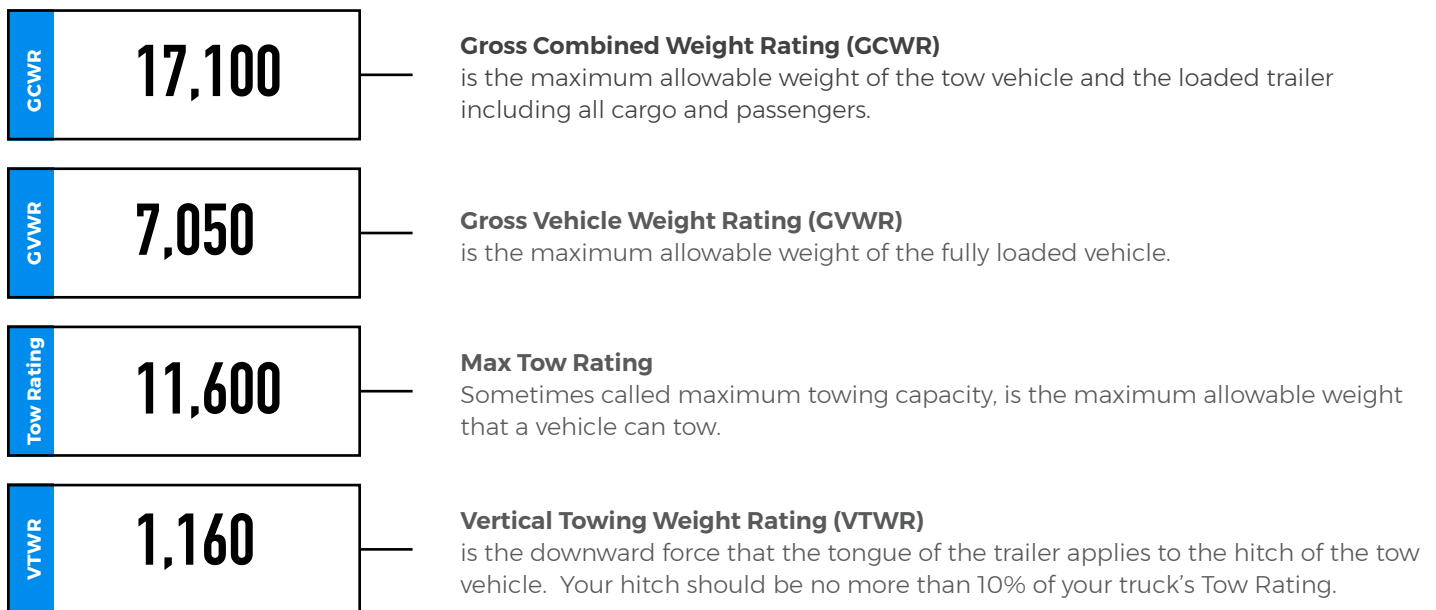 GCWR
17,100
Gross Combined Weight Rating (GCWR)
is the maximum allowable weight of the tow vehicle and the loaded trailer
including all cargo and passengers.
GVWR
7,050
Gross Vehicle Weight Rating (GVWR)
is the maximum allowable weight of the fully loaded vehicle.
Tow Rating
11,600
Max Tow Rating
Sometimes called maximum towing capacity, is the maximum allowable weight
that a vehicle can tow.
VTWR
1,160
Vertical Towing Weight Rating (VTWR)
is the downward force that the tongue of the trailer applies to the hitch of the tow
vehicle.  Your hitch should be no more than 10% of your truck's Tow Rating.